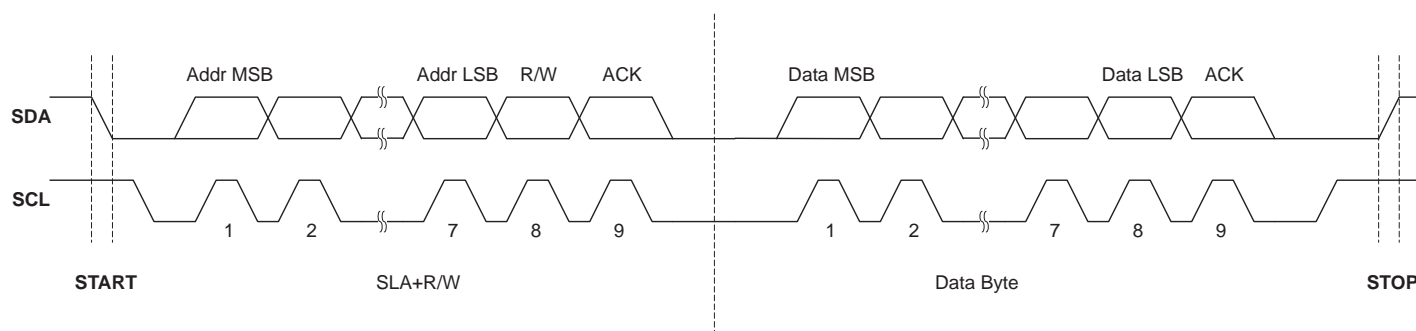 Addr MSB Addr LSB R/W ACK Data MSB Data LSB ACK
SDA
SCL
1 2 7 8 9 1 2 7 8 9
START SLA+R/W Data Byte STOP